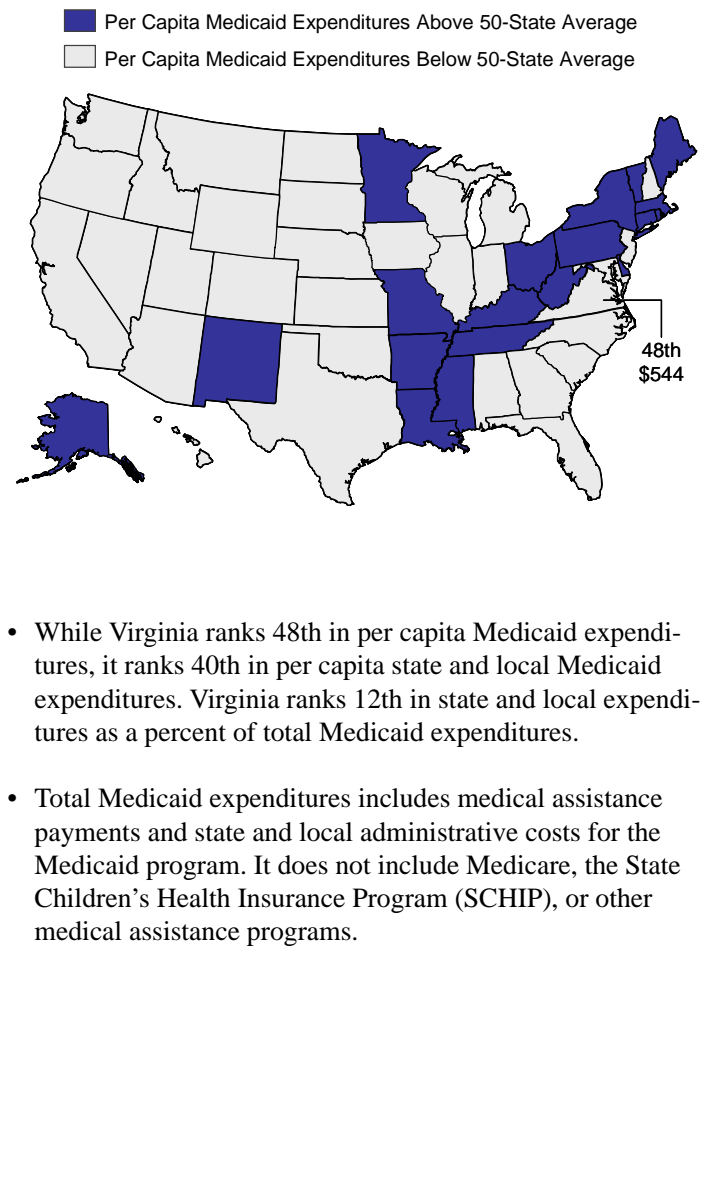 Per Capita Medicaid Expenditures Above 50-State Average
Per Capita Medicaid Expenditures Below 50-State Average
48th
$544
• While Virginia ranks 48th in per capita Medicaid expendi-
tures, it ranks 40th in per capita state and local Medicaid
expenditures. Virginia ranks 12th in state and local expendi-
tures as a percent of total Medicaid expenditures.
• Total Medicaid expenditures includes medical assistance
payments and state and local administrative costs for the
Medicaid program. It does not include Medicare, the State
Children’s Health Insurance Program (SCHIP), or other
medical assistance programs.